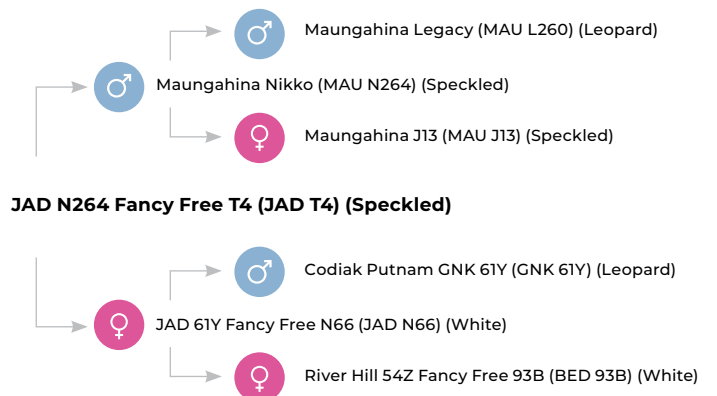 Maungahina Legacy (MAU L260) (Leopard)
Maungahina Nikko (MAU N264) (Speckled)
Maungahina J13 (MAU J13) (Speckled)
JAD N264 Fancy Free T4 (JAD T4) (Speckled)
Codiak Putnam GNK 61Y (GNK 61Y) (Leopard)
JAD 61Y Fancy Free N66 (JAD N66) (White)
River Hill 54Z Fancy Free 93B (BED 93B) (White)